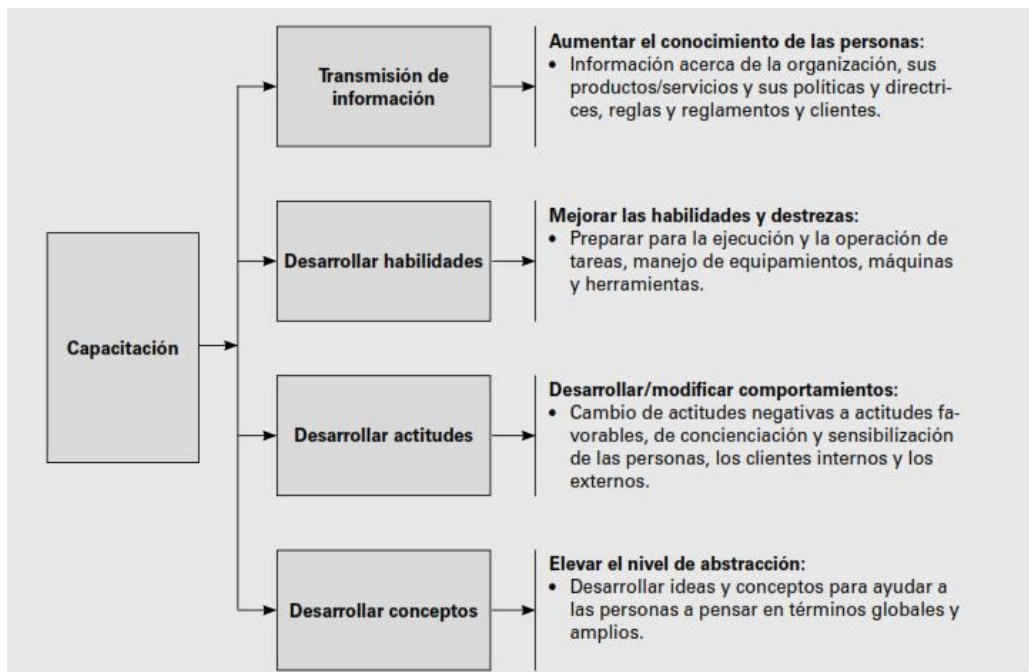 Capacitación
Transmisión de
información
Aumentar el conocimiento de las personas:
• Información acerca de la organización, sus
productos/servicios y sus políticas y directri-
ces, reglas y reglamentos y clientes.
Desarrollar habilidades
Mejorar las habilidades y destrezas:
• Preparar para la ejecución y la operación de
tareas, manejo de equipamientos, máquinas
y herramientas.
Desarrollar actitudes
Desarrollar/modificar comportamientos:
• Cambio de actitudes negativas a actitudes fa-
vorables, de concienciación y sensibilización
de las personas, los clientes internos y los
externos.
Desarrollar conceptos
Elevar el nivel de abstracción:
• Desarrollar ideas y conceptos para ayudar a
las personas a pensar en términos globales y
amplios.